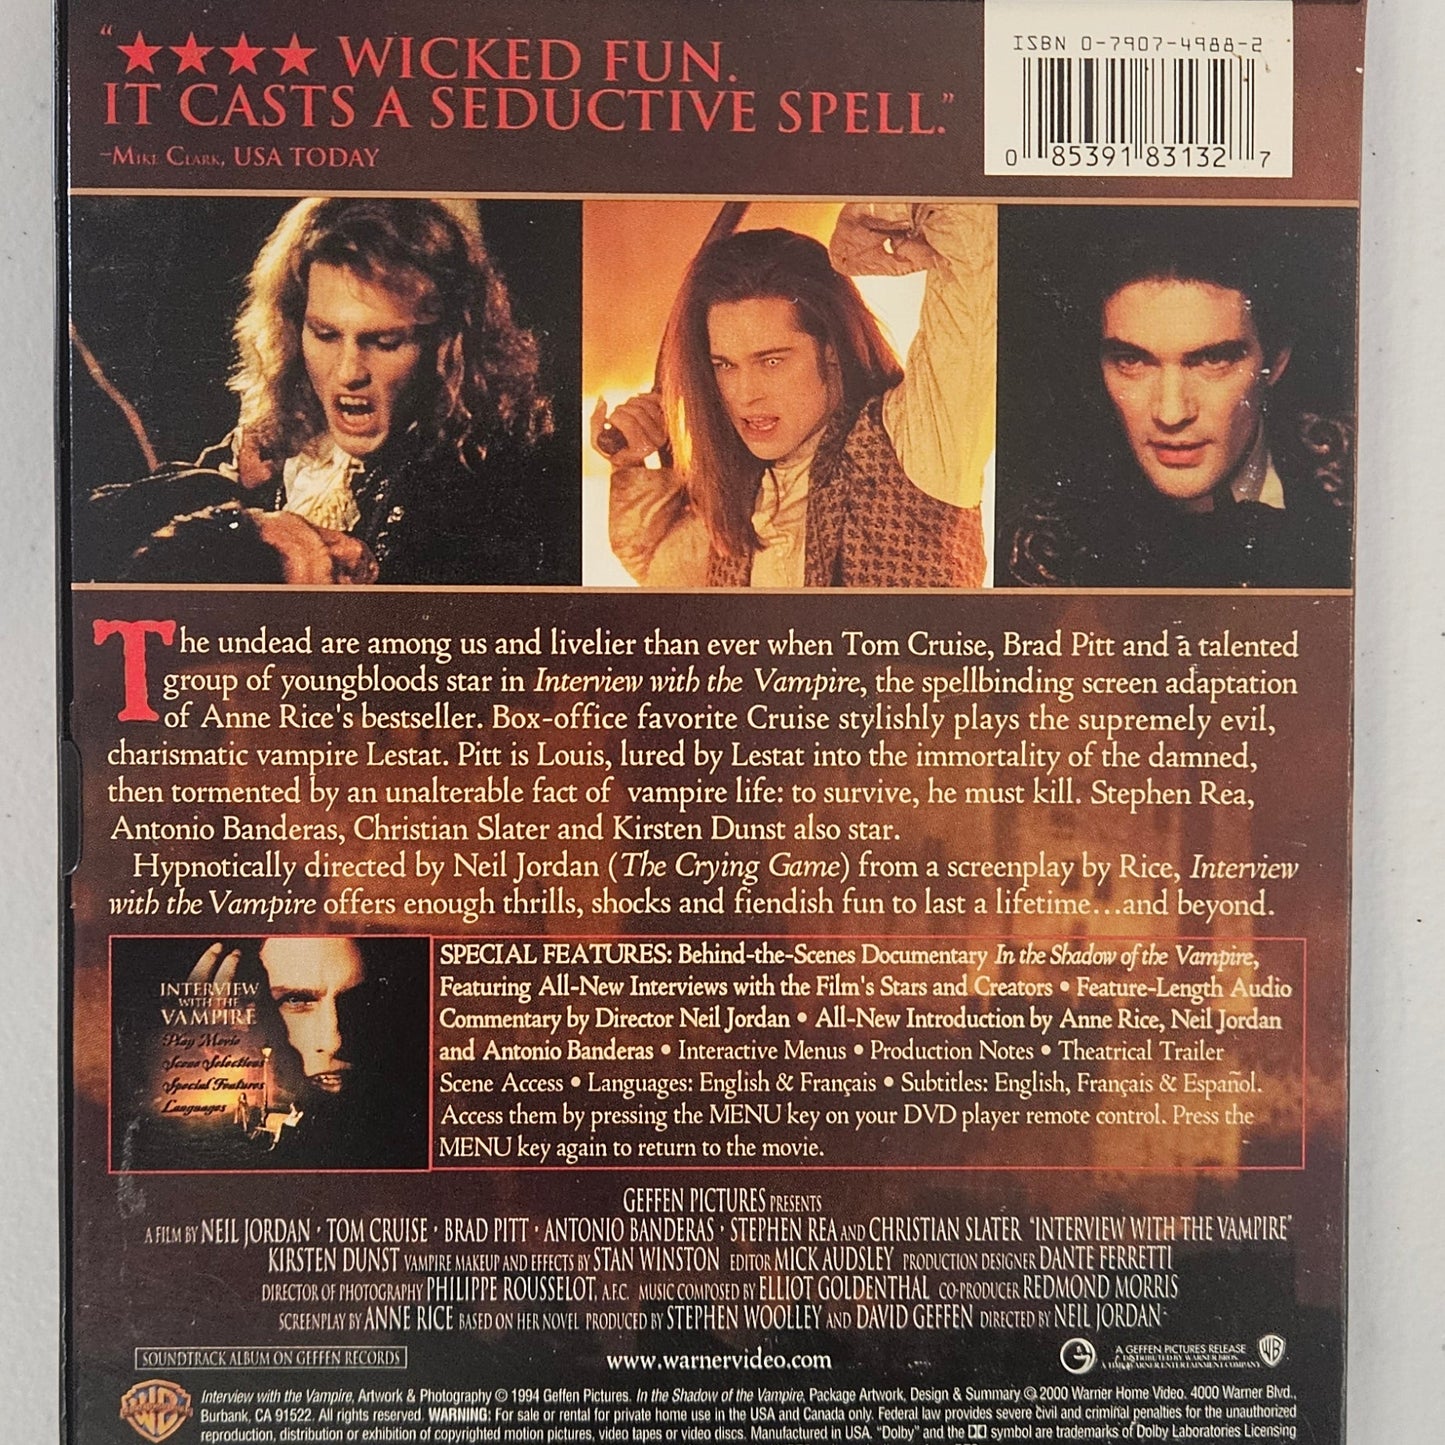 “★★★★ WICKED FUN.
IT CASTS A SEDUCTIVE SPELL.”
–MIKE CLARK, USA TODAY
ISBN 0-7907-4988-2
0 85391 83132 7
The undead are among us and livelier than ever when Tom Cruise, Brad Pitt and a talented
group of youngbloods star in Interview with the Vampire, the spellbinding screen adaptation
of Anne Rice's bestseller. Box-office favorite Cruise stylishly plays the supremely evil,
charismatic vampire Lestat. Pitt is Louis, lured by Lestat into the immortality of the damned,
then tormented by an unalterable fact of vampire life: to survive, he must kill. Stephen Rea,
Antonio Banderas, Christian Slater and Kirsten Dunst also star.
Hypnotically directed by Neil Jordan (The Crying Game) from a screenplay by Rice, Interview
with the Vampire offers enough thrills, shocks and fiendish fun to last a lifetime...and beyond.
INTERVIEW
WITH THE
VAMPIRE
Play Movie
Scene Selections
Special Features
Languages
SPECIAL FEATURES: Behind-the-Scenes Documentary In the Shadow of the Vampire,
Featuring All-New Interviews with the Film's Stars and Creators • Feature-Length Audio
Commentary by Director Neil Jordan • All-New Introduction by Anne Rice, Neil Jordan
and Antonio Banderas • Interactive Menus • Production Notes • Theatrical Trailer
Scene Access • Languages: English & Français • Subtitles: English, Français & Español.
Access them by pressing the MENU key on your DVD player remote control. Press the
MENU key again to return to the movie.
GEFFEN PICTURES PRESENTS
A FILM BY NEIL JORDAN · TOM CRUISE · BRAD PITT · ANTONIO BANDERAS · STEPHEN REA AND CHRISTIAN SLATER "INTERVIEW WITH THE VAMPIRE"
KIRSTEN DUNST VAMPIRE MAKEUP AND EFFECTS BY STAN WINSTON EDITOR MICK AUDSLEY PRODUCTION DESIGNER DANTE FERRETTI
DIRECTOR OF PHOTOGRAPHY PHILIPPE ROUSSELOT, A.F.C. MUSIC COMPOSED BY ELLIOT GOLDENTHAL CO-PRODUCER REDMOND MORRIS
SCREENPLAY BY ANNE RICE BASED ON HER NOVEL PRODUCED BY STEPHEN WOOLLEY AND DAVID GEFFEN DIRECTED BY NEIL JORDAN
SOUNDTRACK ALBUM ON GEFFEN RECORDS
www.warnervideo.com
A GEFFEN PICTURES RELEASE
DISTRIBUTED BY WARNER BROS.
A TIME WARNER ENTERTAINMENT COMPANY
WB
WB
Interview with the Vampire, Artwork & Photography © 1994 Geffen Pictures. In the Shadow of the Vampire, Package Artwork, Design & Summary © 2000 Warner Home Video. 4000 Warner Blvd.,
Burbank, CA 91522. All rights reserved. WARNING: For sale or rental for private home use in the USA and Canada only. Federal law provides severe civil and criminal penalties for the unauthorized
reproduction, distribution or exhibition of copyrighted motion pictures, video tapes or video discs. Manufactured in USA. "Dolby" and the DD symbol are trademarks of Dolby Laboratories Licensing